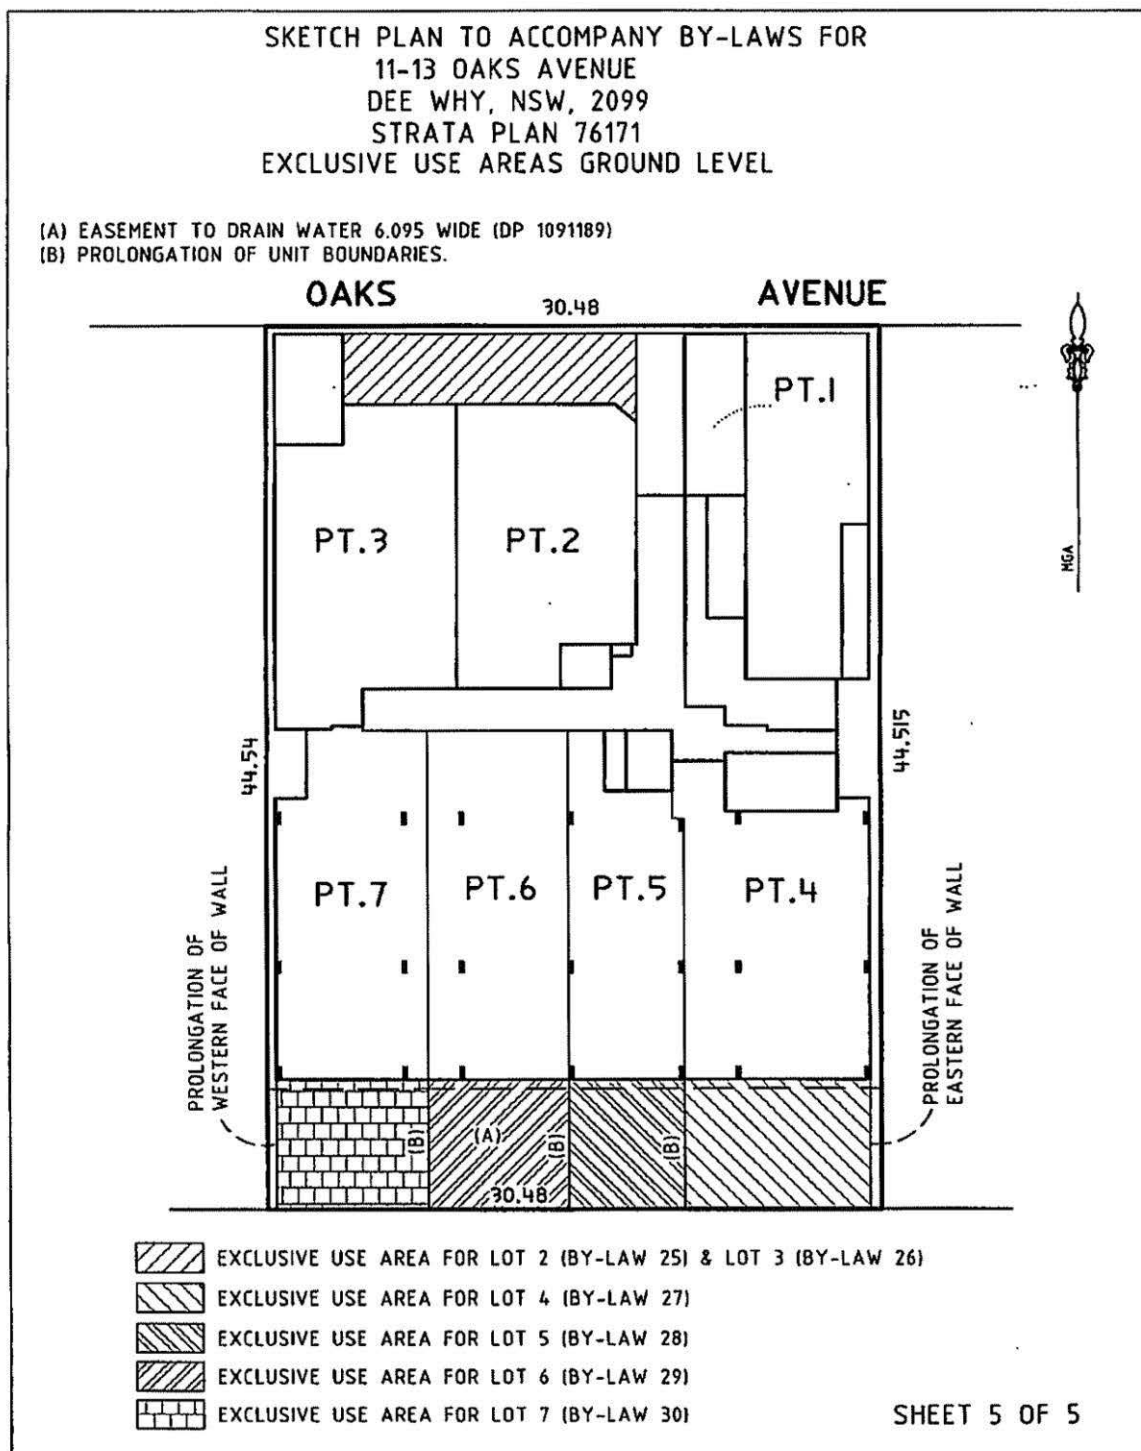 SKETCH PLAN TO ACCOMPANY BY-LAWS FOR
11-13 OAKS AVENUE
DEE WHY, NSW, 2099
STRATA PLAN 76171
EXCLUSIVE USE AREAS GROUND LEVEL
(A) EASEMENT TO DRAIN WATER 6.095 WIDE (DP 1091189)
(B) PROLONGATION OF UNIT BOUNDARIES.
OAKS AVENUE
30.48
PT.1
PT.3
PT.2
MGA
44.54
44.515
PT.7
PT.6
PT.5
PT.4
PROLONGATION OF
WESTERN FACE OF WALL
PROLONGATION OF
EASTERN FACE OF WALL
(B)
(A)
(B)
(B)
30.48
EXCLUSIVE USE AREA FOR LOT 2 (BY-LAW 25) & LOT 3 (BY-LAW 26)
EXCLUSIVE USE AREA FOR LOT 4 (BY-LAW 27)
EXCLUSIVE USE AREA FOR LOT 5 (BY-LAW 28)
EXCLUSIVE USE AREA FOR LOT 6 (BY-LAW 29)
EXCLUSIVE USE AREA FOR LOT 7 (BY-LAW 30)
SHEET 5 OF 5